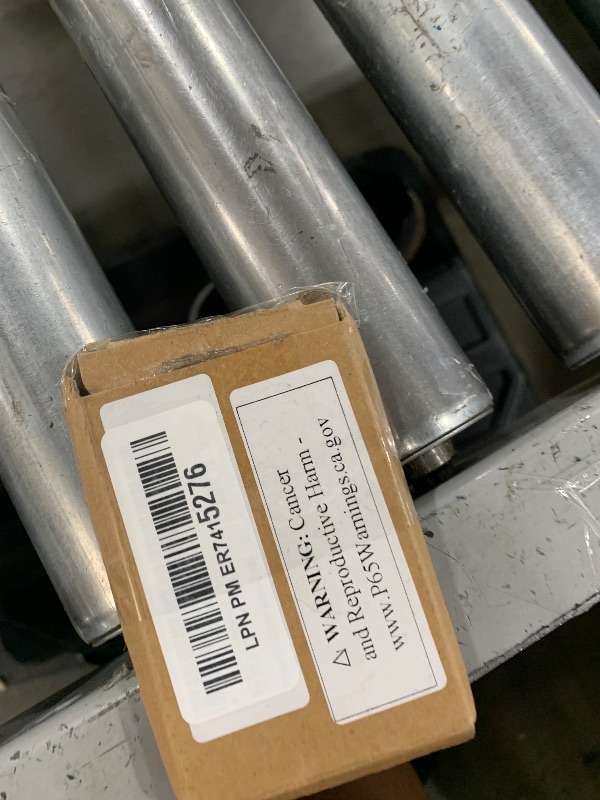 LPN PM ER7415276
⚠ WARNING: Cancer
and Reproductive Harm -
www.P65Warnings.ca.gov